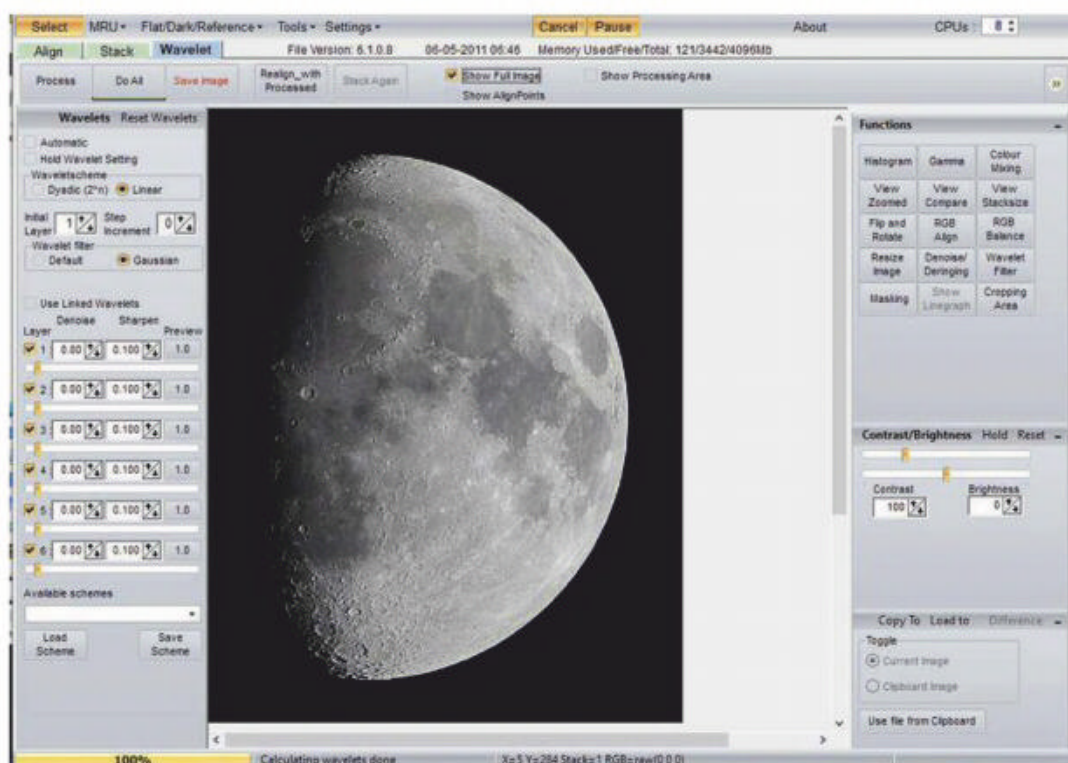 Select MRU Flat/Dark/Reference Tools Settings Cancel Pause About CPUs : 8
Align Stack Wavelet File Version: 6.1.0.8 06-05-2011 06:46 Memory Used/Free/Total: 121/3442/4096Mb
Process Do All Save Image Realign_with Processed Stack Again Show Full Image Show Processing Area
Show AlignPoints
Wavelets Reset Wavelets
Automatic
Hold Wavelet Setting
Waveletscheme
Dyadic (2^n) Linear
Initial Layer 1 Step Increment 0
Wavelet filter
Default Gaussian
Use Linked Wavelets
Denoise Sharpen
Layer Preview
1 0.00 0.100 1.0
2 0.00 0.100 1.0
3 0.00 0.100 1.0
4 0.00 0.100 1.0
5 0.00 0.100 1.0
6 0.00 0.100 1.0
Available schemes
Load Scheme Save Scheme
Functions
Histogram Gamma Colour Mixing
View Zoomed View Compare View Stacksize
Flip and Rotate RGB Align RGB Balance
Resize Image Denoise/ Deringing Wavelet Filter
Masking Show Linegraph Cropping Area
Contrast/Brightness Hold Reset
Contrast Brightness
100 0
Copy To Load to Difference
Toggle
Current Image
Clipboard Image
Use file from Clipboard
100% Calculating wavelets done X=5 Y=284 Stack=1 RGB=raw(0,0,0)